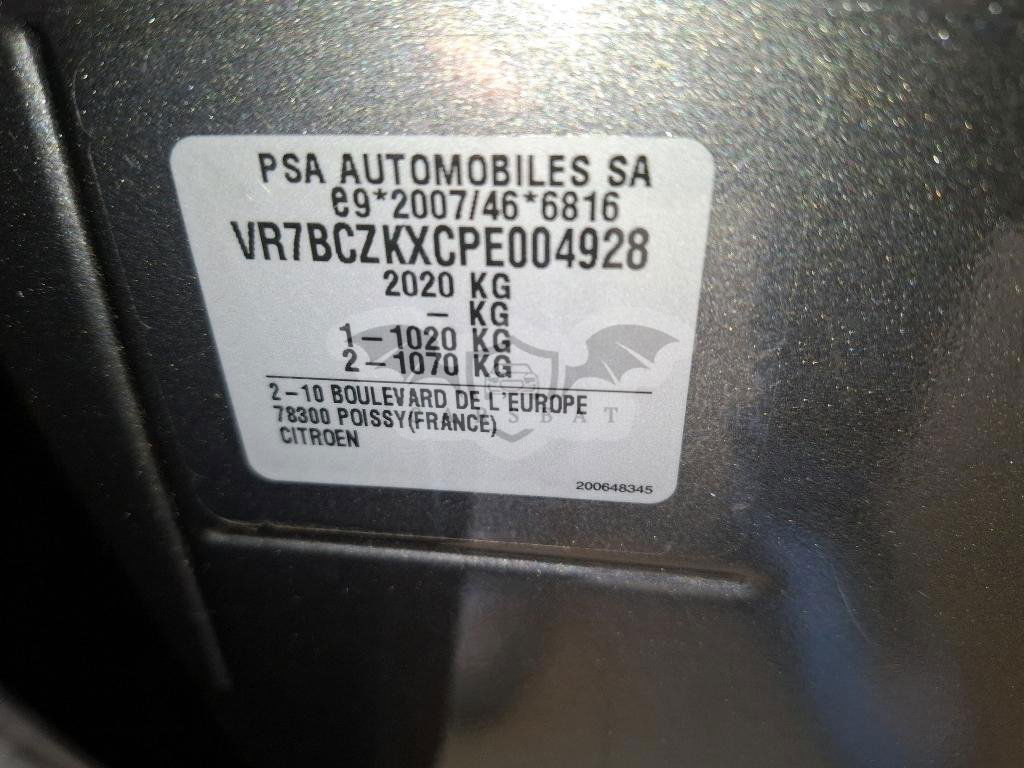 PSA AUTOMOBILES SA
e9*2007/46*6816
VR7BCZKXCPE004928
2020 KG
- KG
1-1020 KG
2-1070 KG
2-10 BOULEVARD DE L'EUROPE
78300 POISSY(FRANCE)
CITROEN
200648345